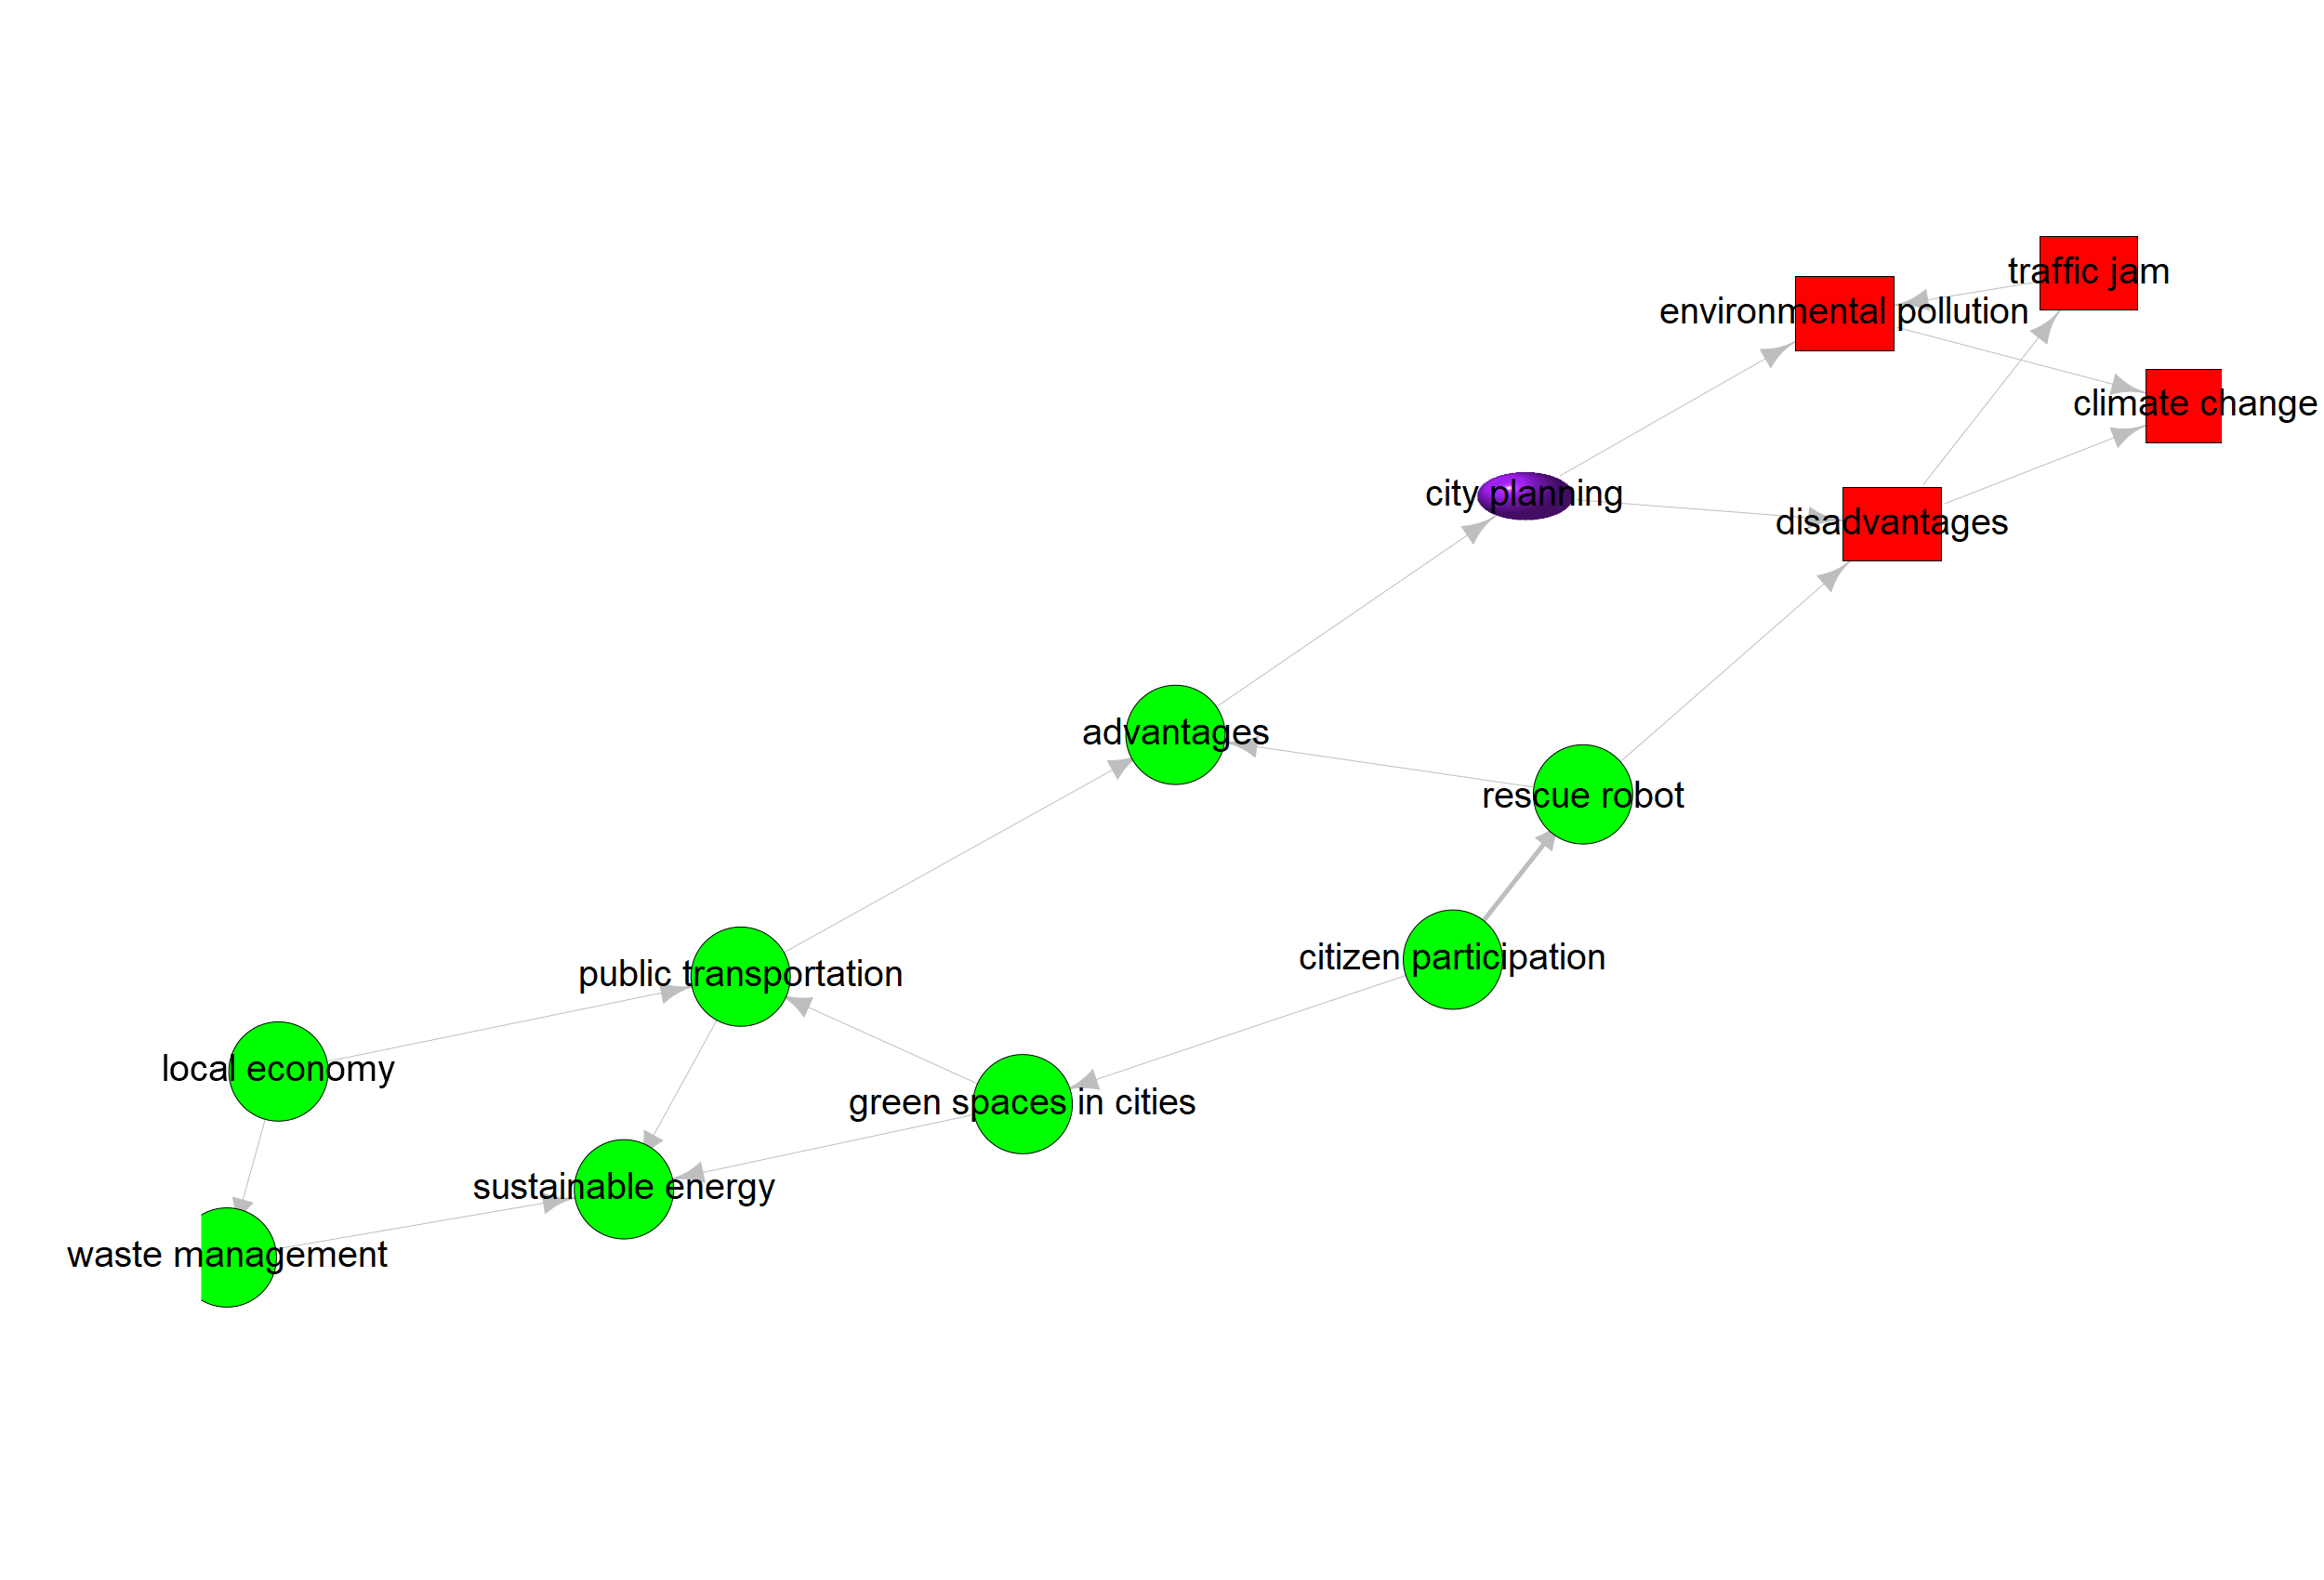 traffic jam
environmental pollution
climate change
city planning
disadvantages
advantages
rescue robot
citizen participation
public transportation
local economy
green spaces in cities
sustainable energy
waste management